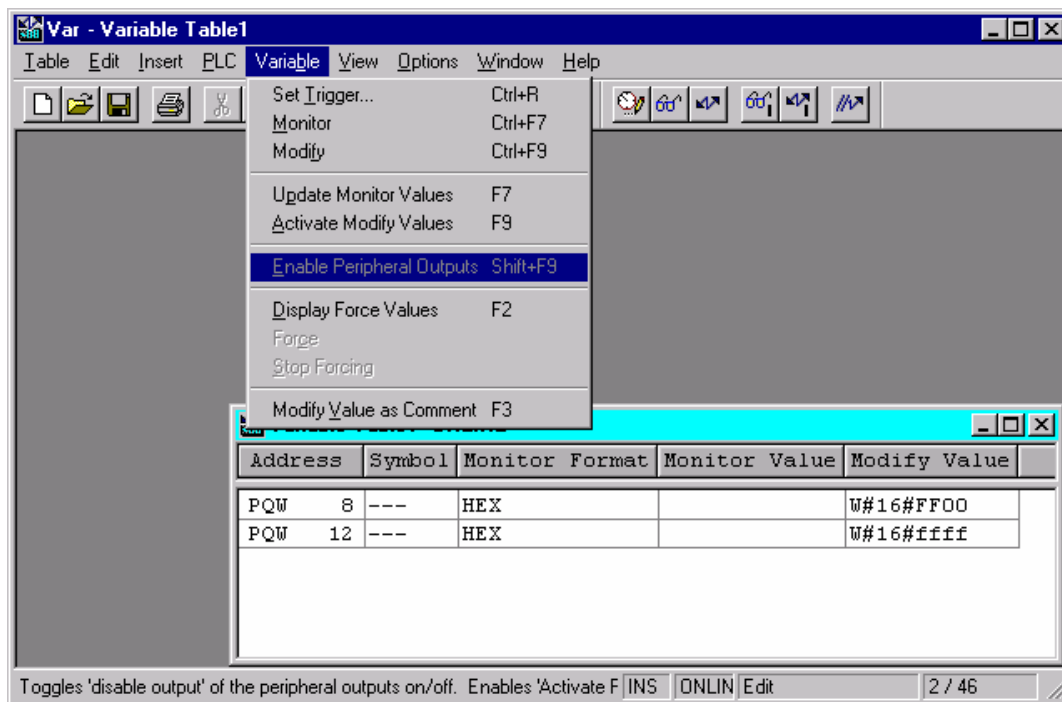 Var - Variable Table1
Table Edit Insert PLC Variable View Options Window Help
Set Trigger... Ctrl+R
Monitor Ctrl+F7
Modify Ctrl+F9
Update Monitor Values F7
Activate Modify Values F9
Enable Peripheral Outputs Shift+F9
Display Force Values F2
Force
Stop Forcing
Modify Value as Comment F3
Address Symbol Monitor Format Monitor Value Modify Value
PQW 8 --- HEX W#16#FF00
PQW 12 --- HEX W#16#ffff
Toggles 'disable output' of the peripheral outputs on/off. Enables 'Activate F INS ONLIN Edit 2 / 46